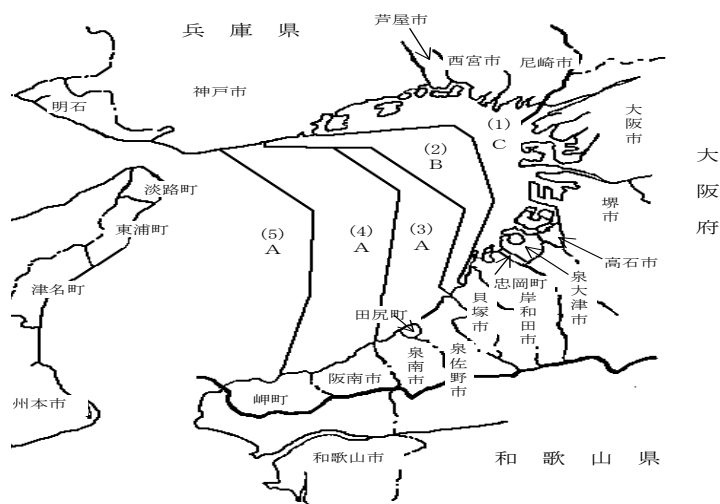 兵庫県
芦屋市
西宮市
尼崎市
神戸市
明石
大阪市
大阪府
(1)
C
(2)
B
淡路町
堺市
東浦町
(5)
A
(4)
A
(3)
A
高石市
泉大津市
忠岡町
岸和田市
貝塚市
津名町
田尻町
泉佐野市
泉南市
阪南市
岬町
州本市
和歌山市
和歌山県